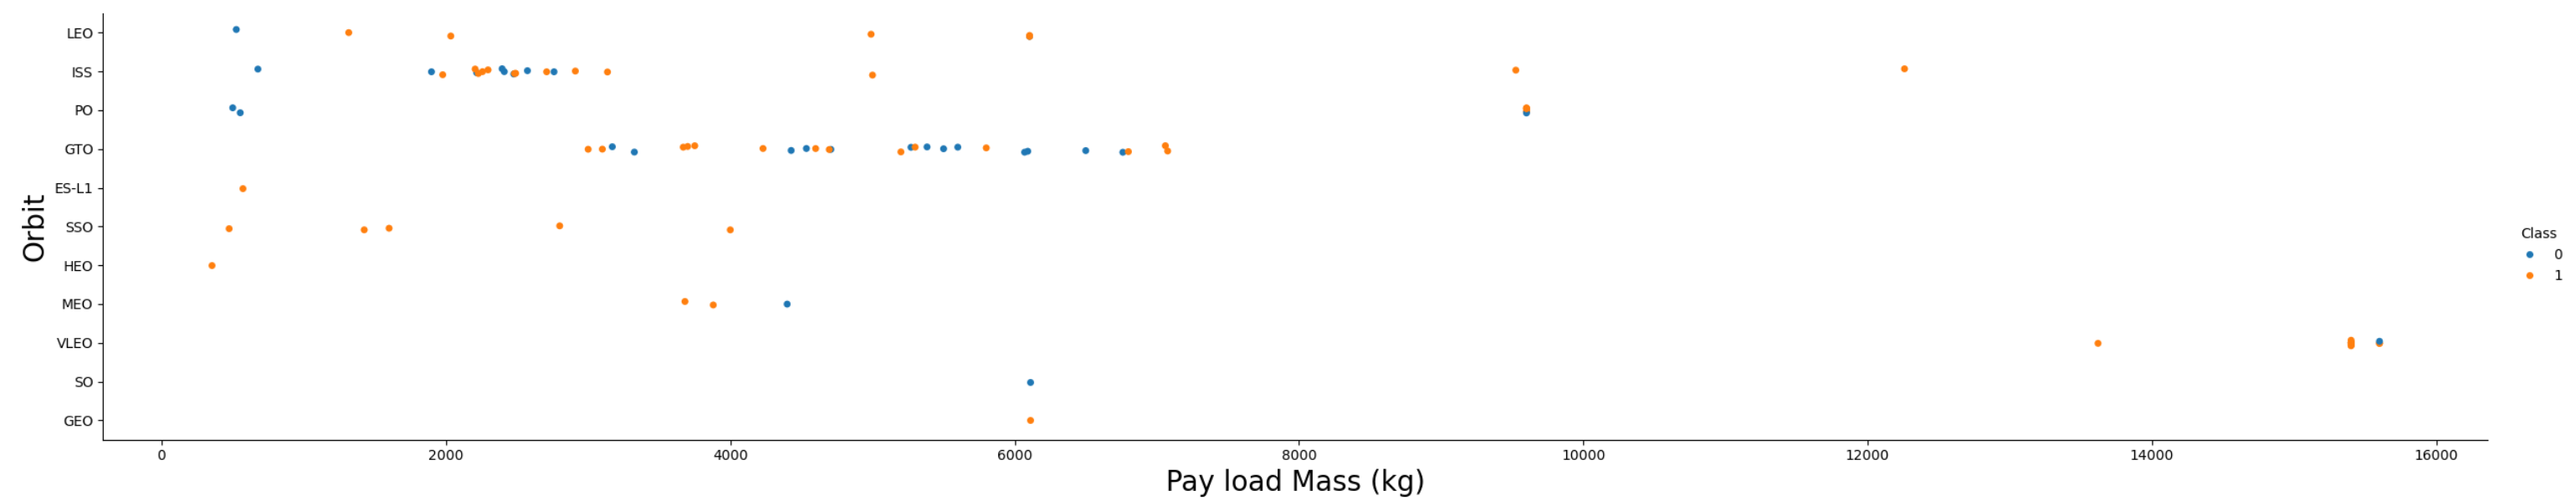 LEO
ISS
PO
GTO
ES-L1
SSO
HEO
MEO
VLEO
SO
GEO
Orbit
0 2000 4000 6000 8000 10000 12000 14000 16000
Pay load Mass (kg)
Class
0
1